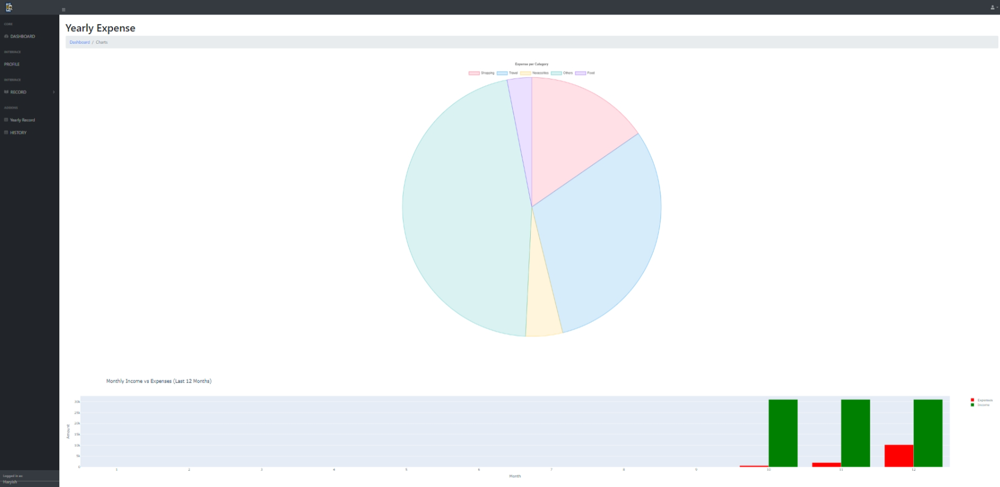 CORE
DASHBOARD
INTERFACE
PROFILE
INTERFACE
RECORD
ADDONS
Yearly Record
HISTORY
Logged in as:
Haryish
Yearly Expense
Dashboard / Charts
Expense per Category
Shopping Travel Necessities Others Food
Monthly Income vs Expenses (Last 12 Months)
30k
25k
20k
15k
10k
5k
0
Amount
1 2 3 4 5 6 7 8 9 10 11 12
Month
Expenses
Income